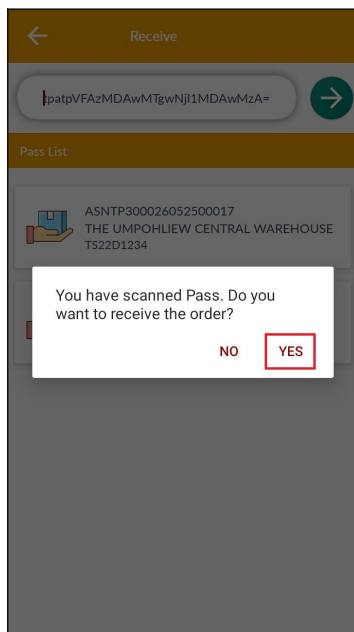 Receive
tpatpVFAzMDAwMTgwNjI1MDAwMzA=
Pass List
ASNTP300026052500017
THE UMPOHLIEW CENTRAL WAREHOUSE
TS22D1234
You have scanned Pass. Do you
want to receive the order?
NO YES